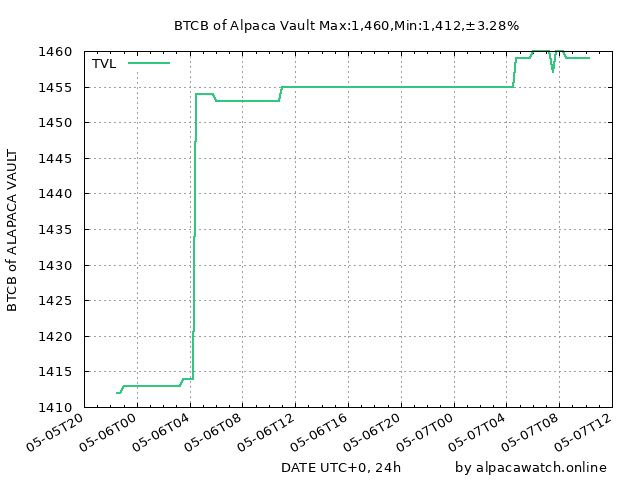 BTCB of Alpaca Vault Max:1,460,Min:1,412,±3.28%
TVL
BTCB of ALAPACA VAULT
1460
1455
1450
1445
1440
1435
1430
1425
1420
1415
1410
05-05T20
05-06T00
05-06T04
05-06T08
05-06T12
05-06T16
05-06T20
05-07T00
05-07T04
05-07T08
05-07T12
DATE UTC+0, 24h
by alpacawatch.online